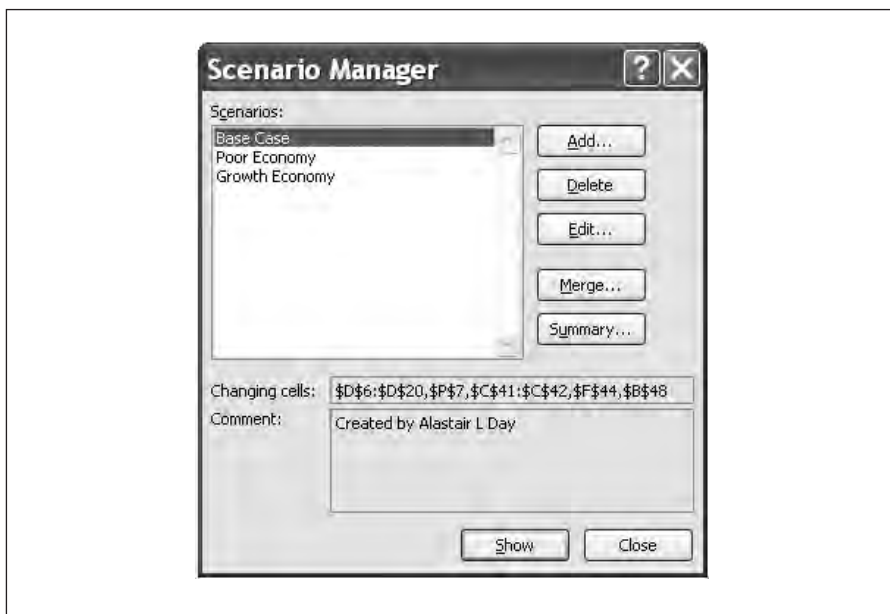 Scenario Manager
Scenarios:
Base Case
Poor Economy
Growth Economy
Add...
Delete
Edit...
Merge...
Summary...
Changing cells: $D$6:$D$20,$P$7,$C$41:$C$42,$F$44,$B$48
Comment: Created by Alastair L Day
Show Close